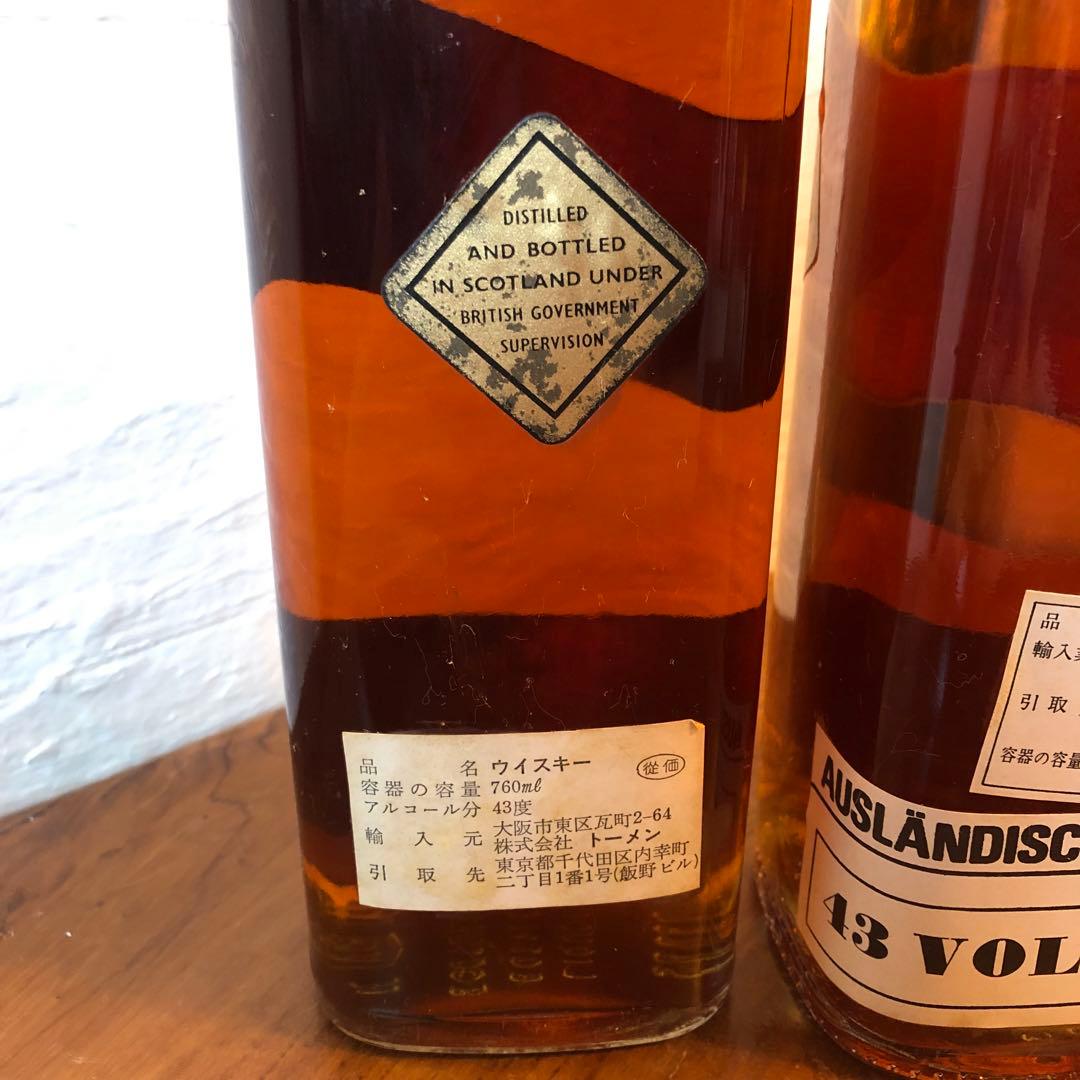 DISTILLED
AND BOTTLED
IN SCOTLAND UNDER
BRITISH GOVERNMENT
SUPERVISION
品名 ウイスキー 従価
容器の容量 760ml
アルコール分 43度
輸入元 大阪市東区瓦町2-64
株式会社 トーメン
引取先 東京都千代田区内幸町
二丁目1番1号(飯野ビル)
品
輸入
引取
容器の容量
AUSLÄNDISC
43 VOL